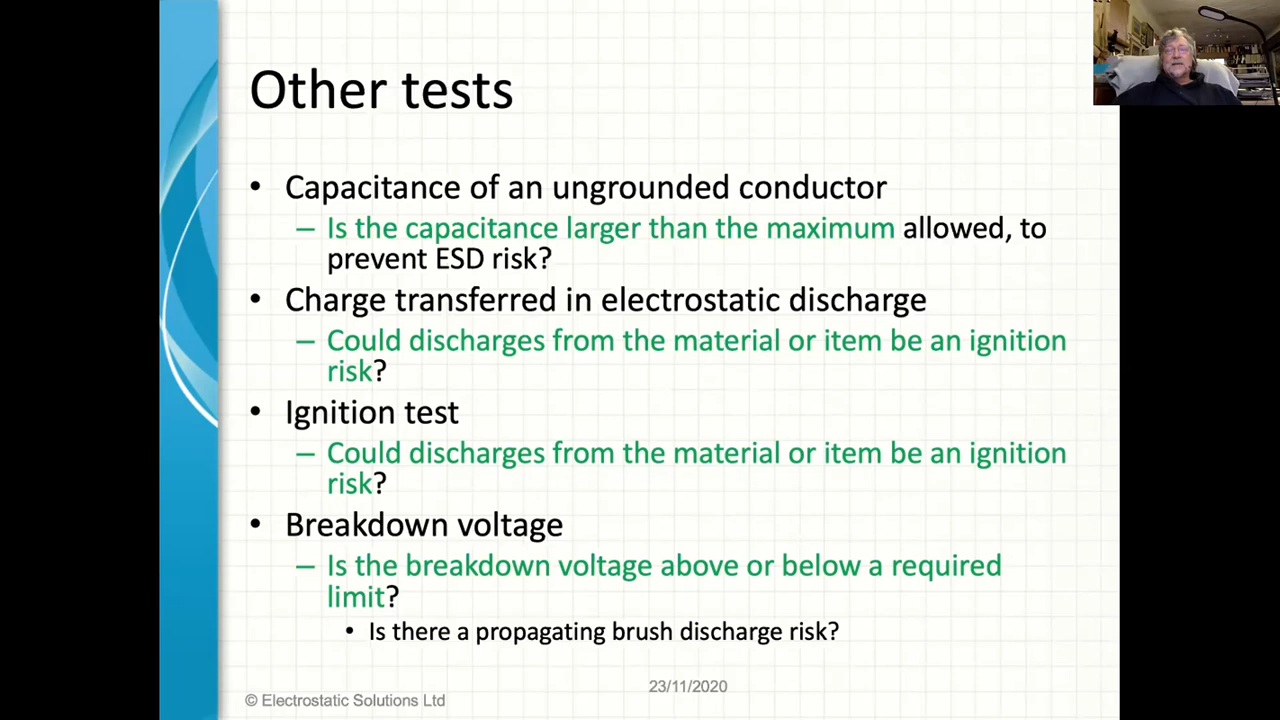 Other tests
• Capacitance of an ungrounded conductor
– Is the capacitance larger than the maximum allowed, to
prevent ESD risk?
• Charge transferred in electrostatic discharge
– Could discharges from the material or item be an ignition
risk?
• Ignition test
– Could discharges from the material or item be an ignition
risk?
• Breakdown voltage
– Is the breakdown voltage above or below a required
limit?
• Is there a propagating brush discharge risk?
23/11/2020
© Electrostatic Solutions Ltd